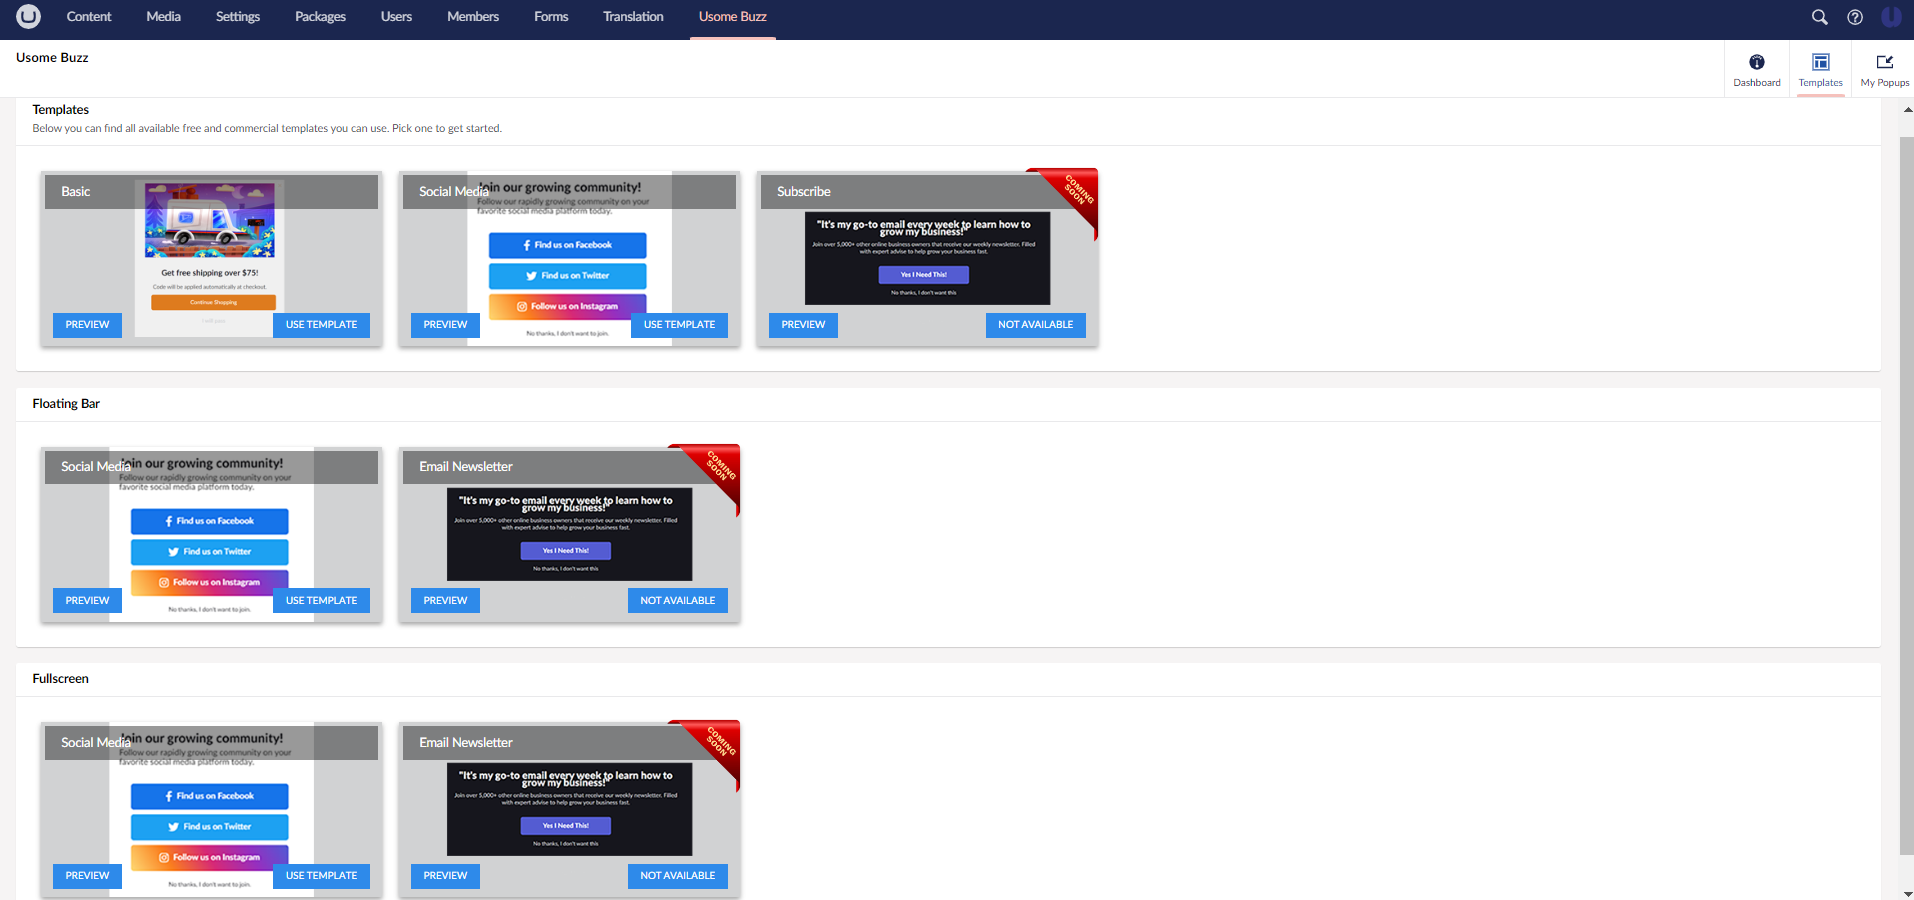 Content Media Settings Packages Users Members Forms Translation Usome Buzz
Usome Buzz
Dashboard Templates My Popups
Templates
Below you can find all available free and commercial templates you can use. Pick one to get started.
Basic
Get free shipping over $75!
Code will be applied automatically at checkout.
Continue Shopping
PREVIEW USE TEMPLATE
Social Media
Join our growing community!
Follow our rapidly growing community on your
favorite social media platform today.
Find us on Facebook
Find us on Twitter
Follow us on Instagram
No thanks, I don't want to join.
PREVIEW USE TEMPLATE
Subscribe
COMING
SOON
"It's my go-to email every week to learn how to
grow my business!"
Join over 5,000+ other online business owners that receive our weekly newsletter. Filled
with expert advise to help grow your business fast.
Yes I Need This!
No thanks, I don't want this
PREVIEW NOT AVAILABLE
Floating Bar
Social Media
Join our growing community!
Follow our rapidly growing community on your
favorite social media platform today.
Find us on Facebook
Find us on Twitter
Follow us on Instagram
No thanks, I don't want to join.
PREVIEW USE TEMPLATE
Email Newsletter
COMING
SOON
"It's my go-to email every week to learn how to
grow my business!"
Join over 5,000+ other online business owners that receive our weekly newsletter. Filled
with expert advise to help grow your business fast.
Yes I Need This!
No thanks, I don't want this
PREVIEW NOT AVAILABLE
Fullscreen
Social Media
Join our growing community!
Follow our rapidly growing community on your
favorite social media platform today.
Find us on Facebook
Find us on Twitter
Follow us on Instagram
No thanks, I don't want to join.
PREVIEW USE TEMPLATE
Email Newsletter
COMING
SOON
"It's my go-to email every week to learn how to
grow my business!"
Join over 5,000+ other online business owners that receive our weekly newsletter. Filled
with expert advise to help grow your business fast.
Yes I Need This!
No thanks, I don't want this
PREVIEW NOT AVAILABLE